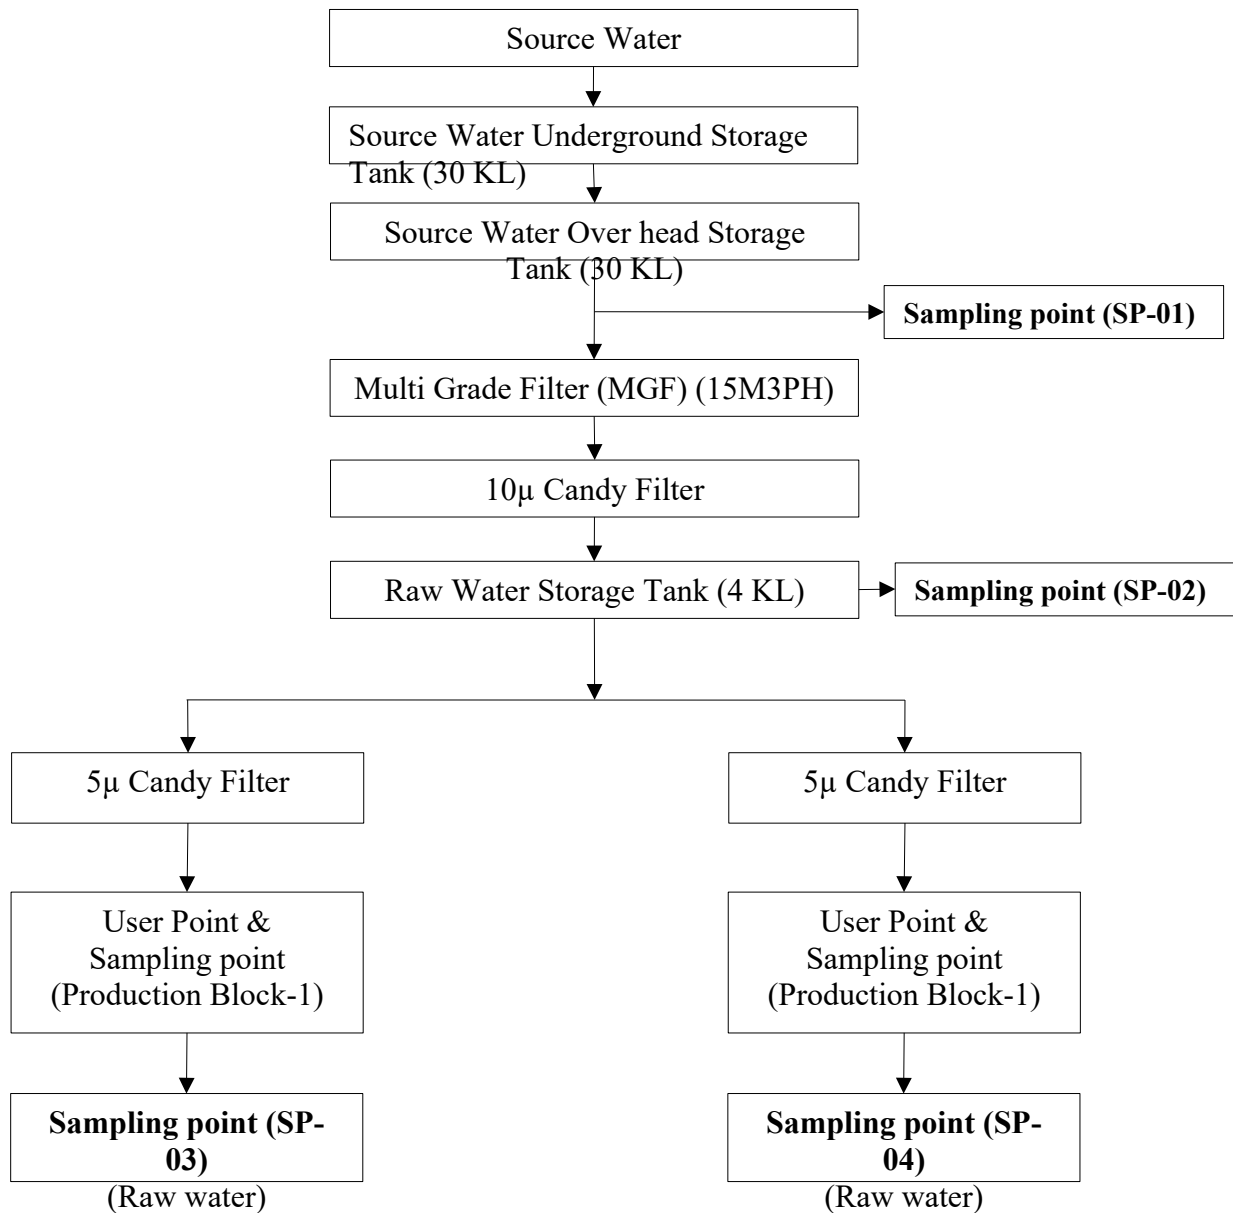 Source Water
Source Water Underground Storage
Tank (30 KL)
Source Water Over head Storage
Tank (30 KL)
Sampling point (SP-01)
Multi Grade Filter (MGF) (15M3PH)
10µ Candy Filter
Raw Water Storage Tank (4 KL)
Sampling point (SP-02)
5µ Candy Filter
User Point &
Sampling point
(Production Block-1)
Sampling point (SP-
03)
(Raw water)
5µ Candy Filter
User Point &
Sampling point
(Production Block-1)
Sampling point (SP-
04)
(Raw water)